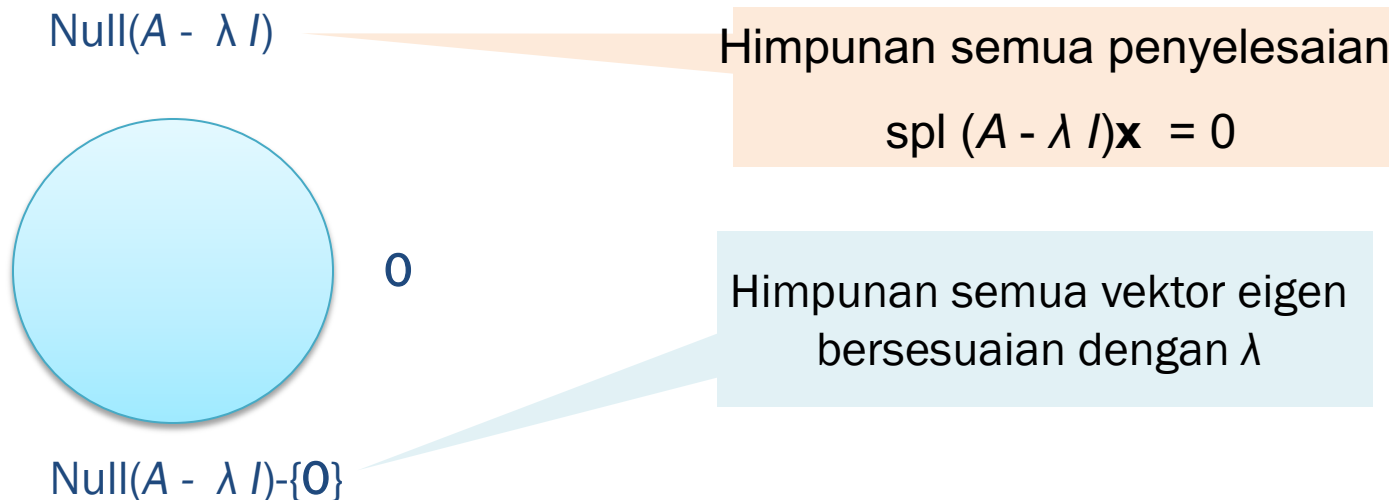 Null(A - λ I)
Himpunan semua penyelesaian
spl (A - λ I)x = 0
0
Himpunan semua vektor eigen
bersesuaian dengan λ
Null(A - λ I)-{0}